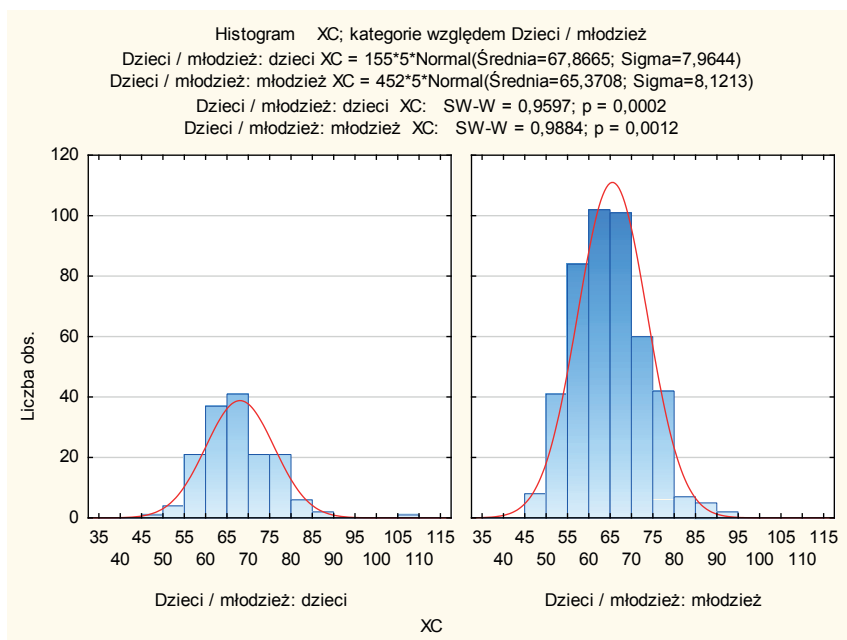 Histogram XC; kategorie względem Dzieci / młodzież
Dzieci / młodzież: dzieci XC = 155*5*Normal(Średnia=67,8665; Sigma=7,9644)
Dzieci / młodzież: młodzież XC = 452*5*Normal(Średnia=65,3708; Sigma=8,1213)
Dzieci / młodzież: dzieci XC: SW-W = 0,9597; p = 0,0002
Dzieci / młodzież: młodzież XC: SW-W = 0,9884; p = 0,0012
Liczba obs.
120
100
80
60
40
20
0
35 45 55 65 75 85 95 105 115
40 50 60 70 80 90 100 110
Dzieci / młodzież: dzieci
35 45 55 65 75 85 95 105 115
40 50 60 70 80 90 100 110
Dzieci / młodzież: młodzież
XC